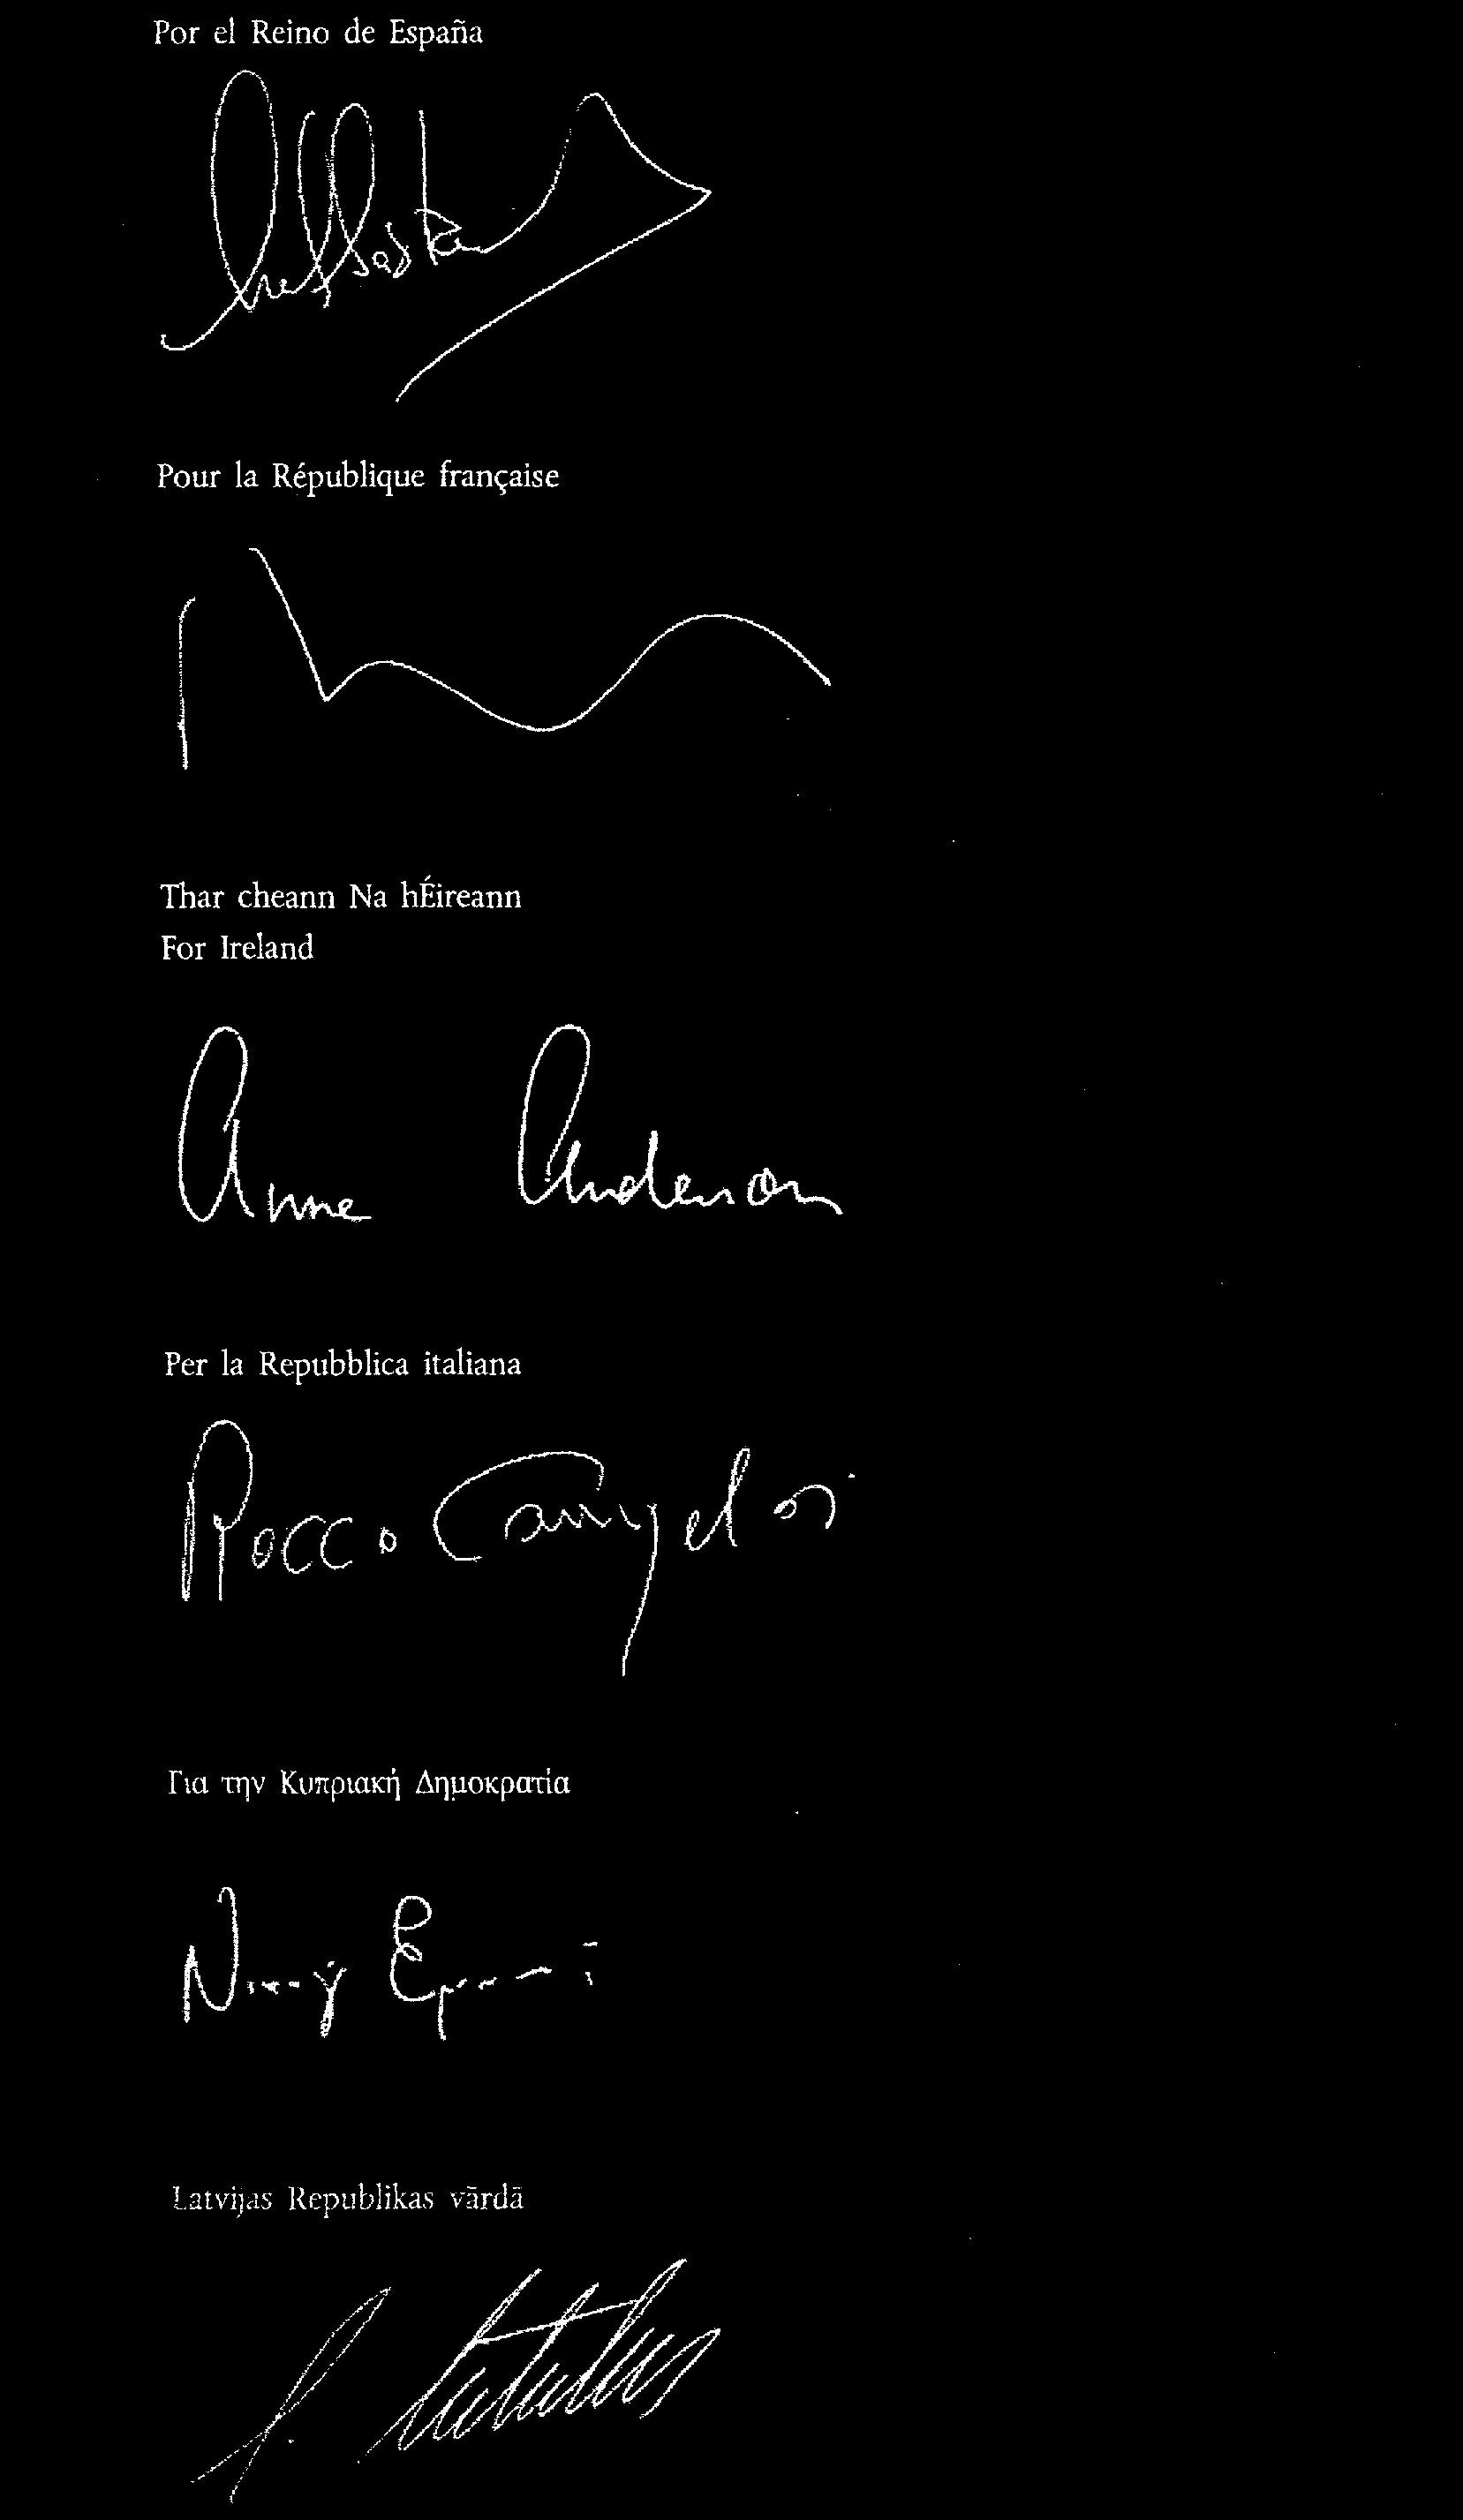 Por el Reino de España
Pour la République française
Thar cheann Na hÉireann
For Ireland
Anne Anderson
Per la Repubblica italiana
Rocco Cangelosi
Για την Κυπριακή Δημοκρατία
Latvijas Republikas vārdā